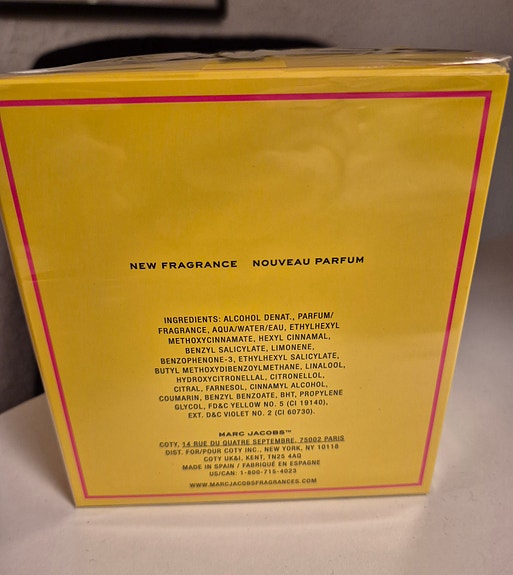 NEW FRAGRANCE NOUVEAU PARFUM
INGREDIENTS: ALCOHOL DENAT., PARFUM/
FRAGRANCE, AQUA/WATER/EAU, ETHYLHEXYL
METHOXYCINNAMATE, HEXYL CINNAMAL,
BENZYL SALICYLATE, LIMONENE,
BENZOPHENONE-3, ETHYLHEXYL SALICYLATE,
BUTYL METHOXYDIBENZOYLMETHANE, LINALOOL,
HYDROXYCITRONELLAL, CITRONELLOL,
CITRAL, FARNESOL, CINNAMYL ALCOHOL,
COUMARIN, BENZYL BENZOATE, BHT, PROPYLENE
GLYCOL, FD&C YELLOW NO. 5 (CI 19140),
EXT. D&C VIOLET NO. 2 (CI 60730).
MARC JACOBS™
COTY, 14 RUE DU QUATRE SEPTEMBRE, 75002 PARIS
DIST. FOR/POUR COTY INC., NEW YORK, NY 10118
COTY UK&I, KENT, TN25 4AQ
MADE IN SPAIN / FABRIQUÉ EN ESPAGNE
US/CAN: 1-800-715-4023
WWW.MARCJACOBSFRAGRANCES.COM